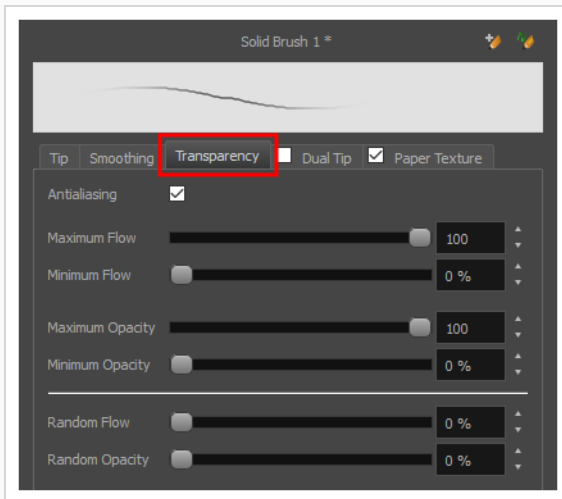 Solid Brush 1 *
Tip Smoothing Transparency Dual Tip Paper Texture
Antialiasing
Maximum Flow 100
Minimum Flow 0 %
Maximum Opacity 100
Minimum Opacity 0 %
Random Flow 0 %
Random Opacity 0 %